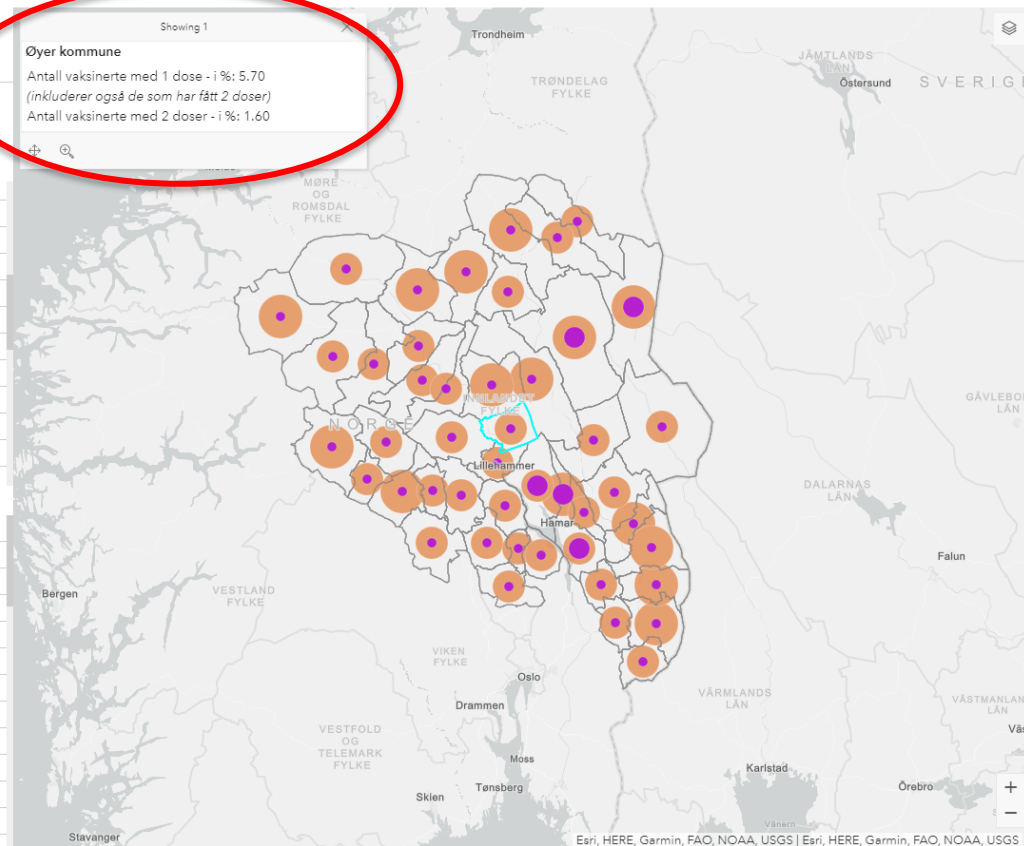 Showing 1
Øyer kommune
Antall vaksinerte med 1 dose - i %: 5.70
(inkluderer også de som har fått 2 doser)
Antall vaksinerte med 2 doser - i %: 1.60
Trondheim
TRØNDELAG
FYLKE
JÄMTLANDS
LÄN
Östersund
SVERIG
MØRE
OG
ROMSDAL
FYLKE
INNLANDET
FYLKE
NORGE
GÄVLEBO
LÄN
Lillehammer
DALARNAS
LÄN
Hamar
Falun
Bergen
VESTLAND
FYLKE
VIKEN
FYLKE
Oslo
Drammen
VÄRMLANDS
LÄN
VÄSTMANLAN
LÄN
VESTFOLD
OG
TELEMARK
FYLKE
Väs
Moss
Karlstad
Tønsberg
Örebro
Skien
Vänern
Stavanger
Esri, HERE, Garmin, FAO, NOAA, USGS | Esri, HERE, Garmin, FAO, NOAA, USGS